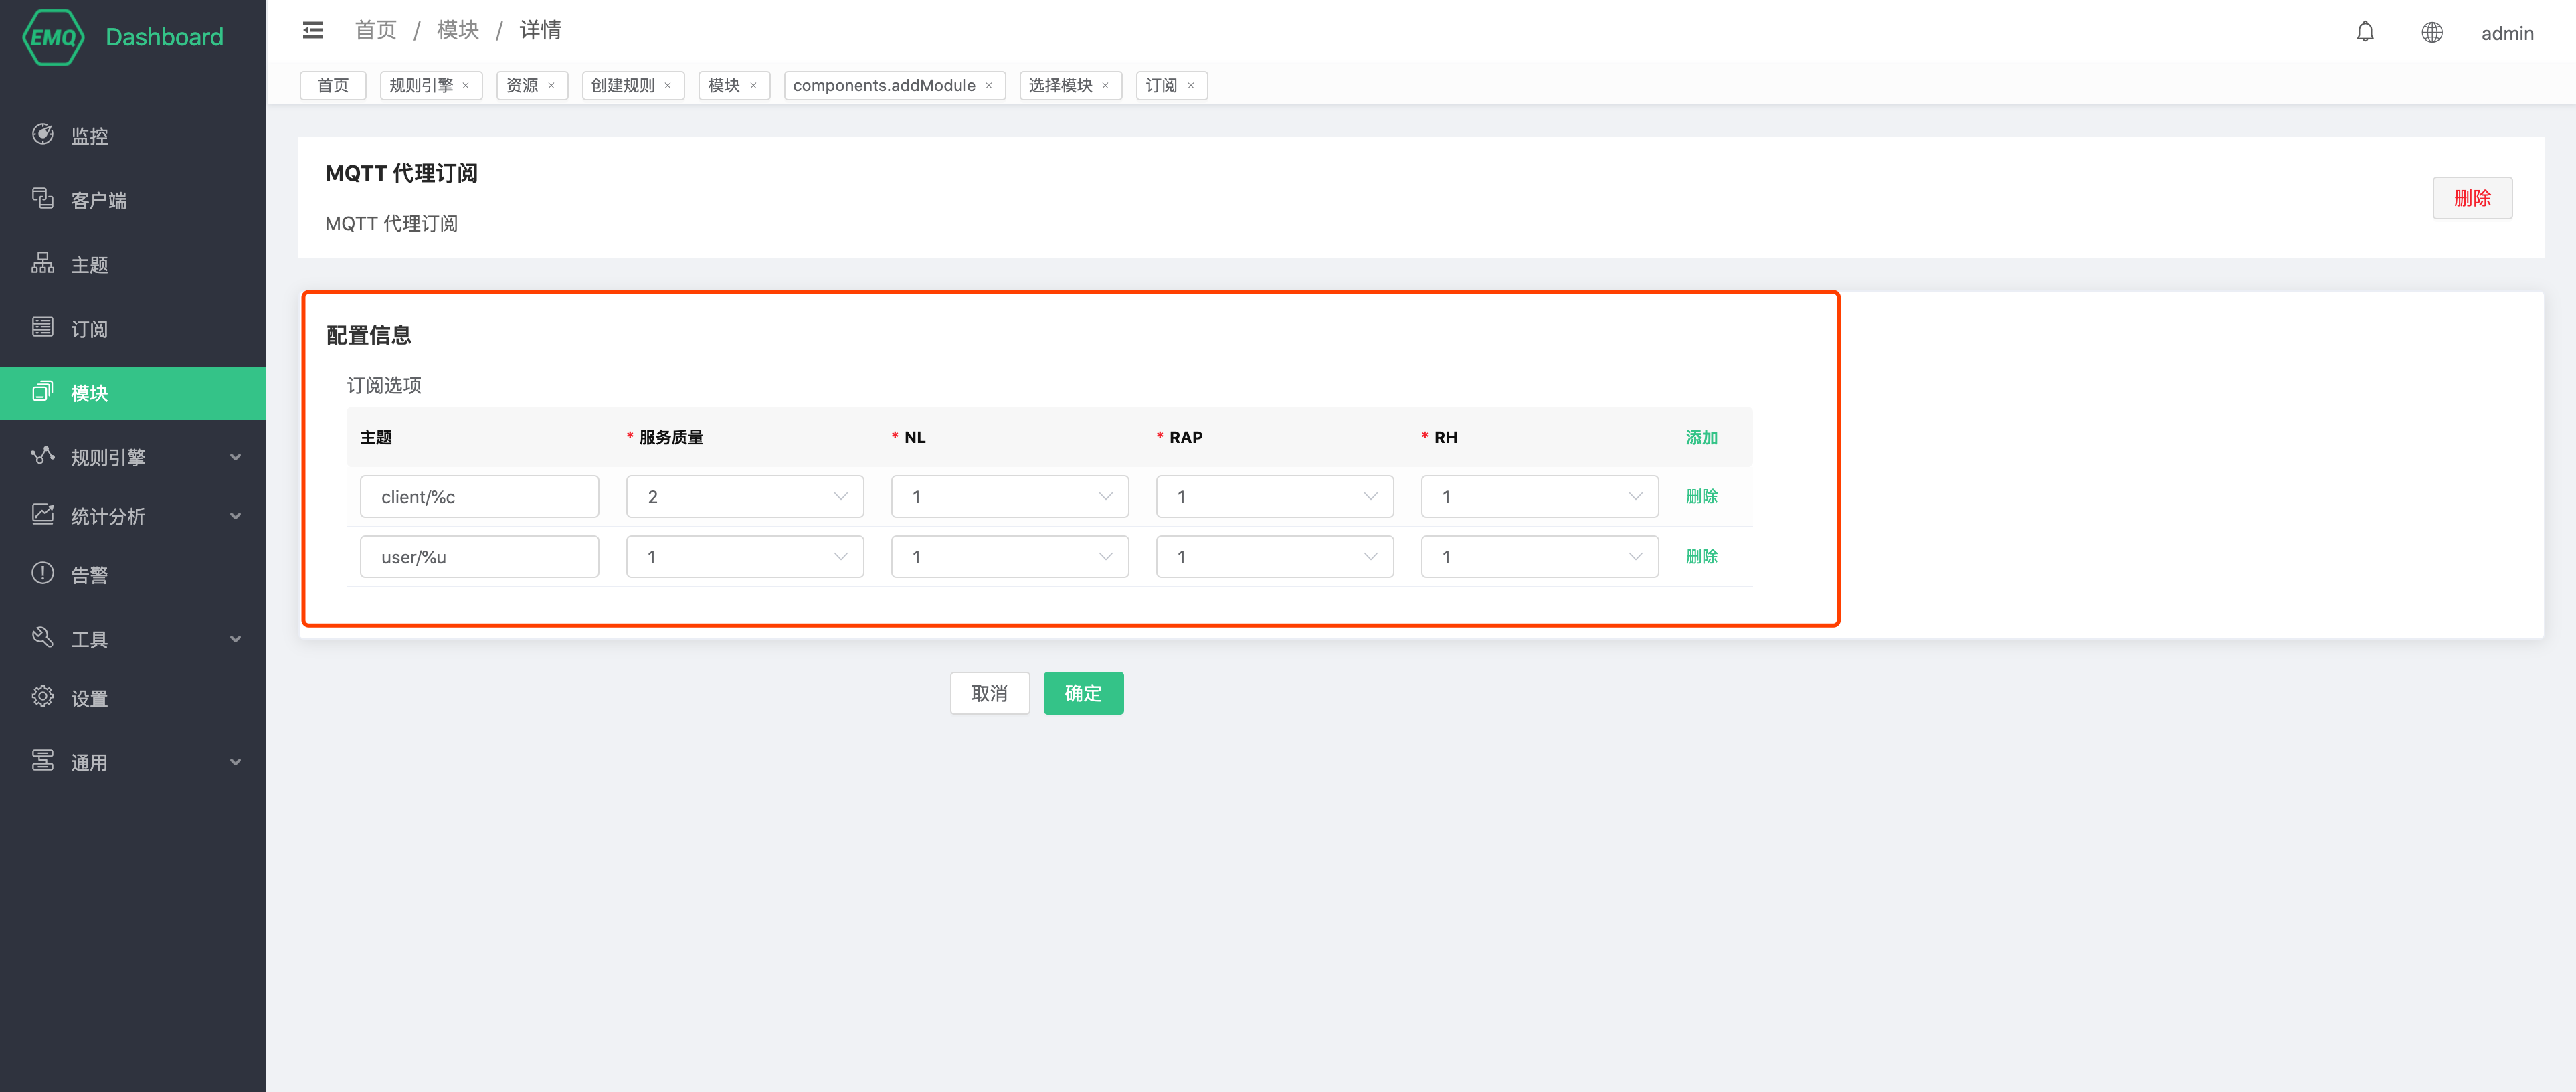 EMQ Dashboard
首页 / 模块 / 详情
admin
首页 规则引擎 × 资源 × 创建规则 × 模块 × components.addModule × 选择模块 × 订阅 ×
监控
客户端
主题
订阅
模块
规则引擎
统计分析
告警
工具
设置
通用
MQTT 代理订阅
MQTT 代理订阅
删除
配置信息
订阅选项
主题 * 服务质量 * NL * RAP * RH 添加
client/%c 2 1 1 1 删除
user/%u 1 1 1 1 删除
取消 确定